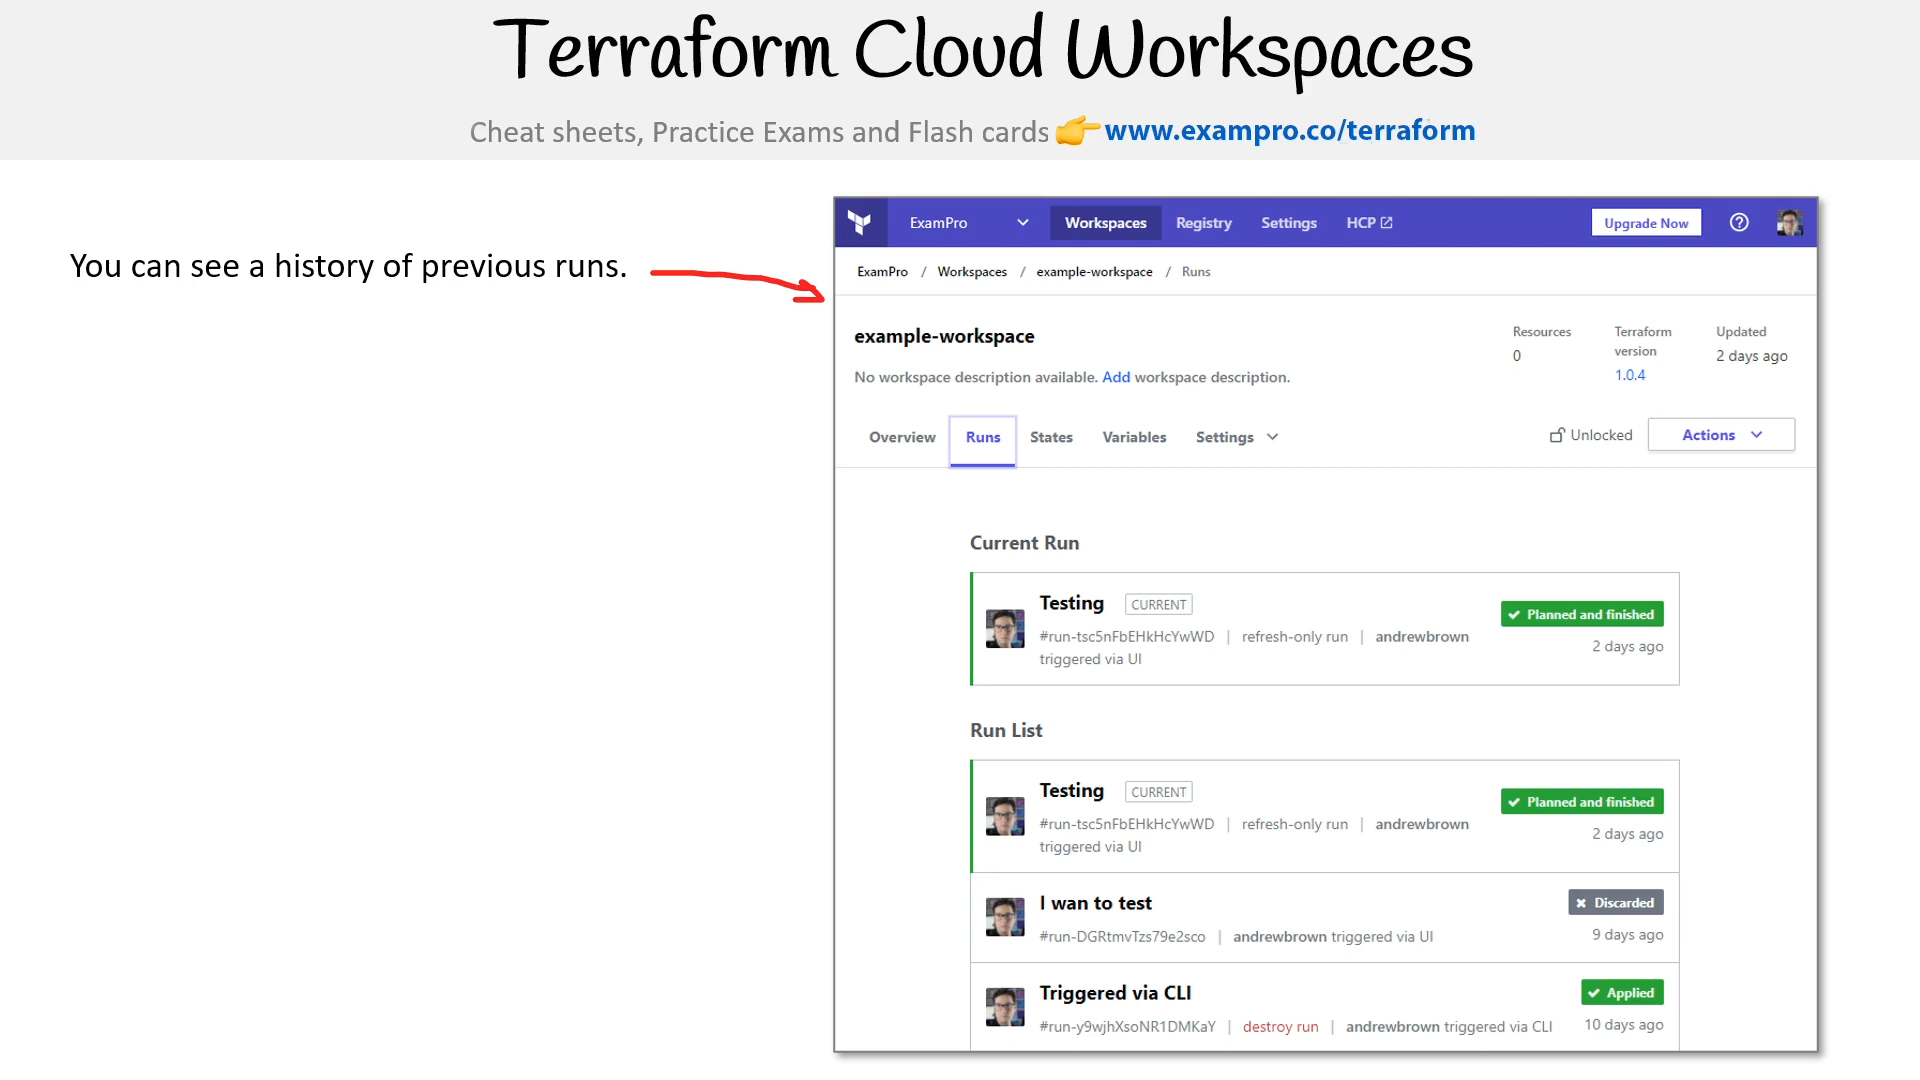 Terraform Cloud Workspaces
Cheat sheets, Practice Exams and Flash cards 👉 www.exampro.co/terraform
You can see a history of previous runs.
ExamPro Workspaces Registry Settings HCP Upgrade Now
ExamPro / Workspaces / example-workspace / Runs
example-workspace
No workspace description available. Add workspace description.
Resources
0
Terraform
version
1.0.4
Updated
2 days ago
Overview Runs States Variables Settings Unlocked Actions
Current Run
Testing CURRENT
#run-tsc5nFbEHkHcYwWD | refresh-only run | andrewbrown
triggered via UI
Planned and finished
2 days ago
Run List
Testing CURRENT
#run-tsc5nFbEHkHcYwWD | refresh-only run | andrewbrown
triggered via UI
Planned and finished
2 days ago
I wan to test
#run-DGRtmvTzs79e2sco | andrewbrown triggered via UI
Discarded
9 days ago
Triggered via CLI
#run-y9wjhXsoNR1DMKaY | destroy run | andrewbrown triggered via CLI
Applied
10 days ago